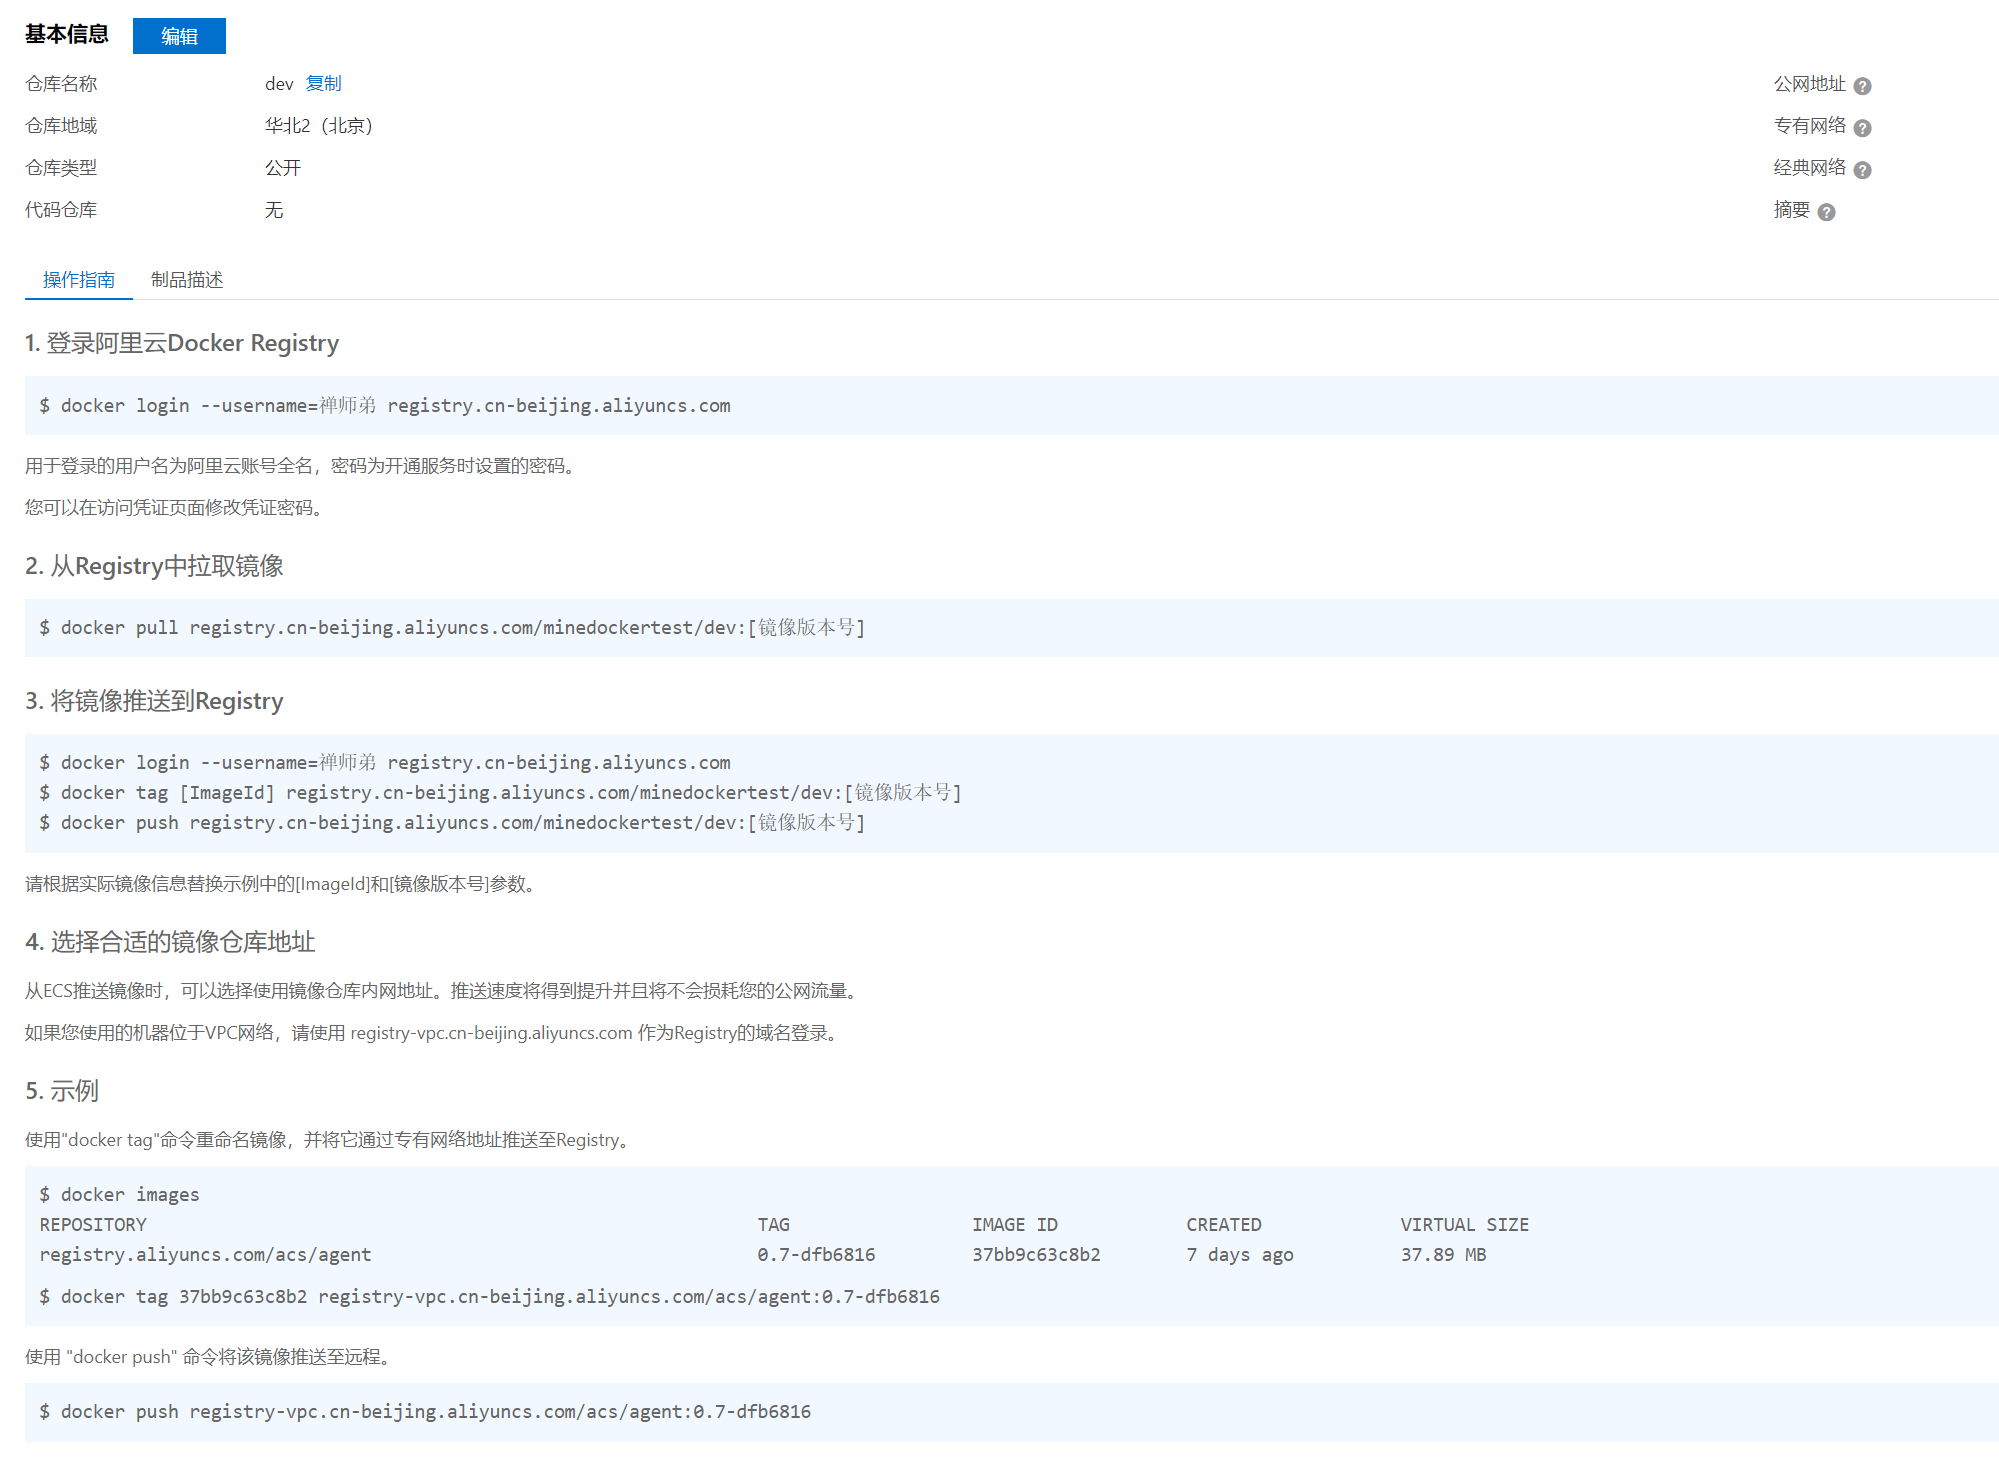 基本信息 编辑
仓库名称 dev 复制 公网地址
仓库地域 华北2（北京） 专有网络
仓库类型 公开 经典网络
代码仓库 无 摘要
操作指南 制品描述
1. 登录阿里云Docker Registry
$ docker login --username=禅师弟 registry.cn-beijing.aliyuncs.com
用于登录的用户名为阿里云账号全名，密码为开通服务时设置的密码。
您可以在访问凭证页面修改凭证密码。
2. 从Registry中拉取镜像
$ docker pull registry.cn-beijing.aliyuncs.com/minedockertest/dev:[镜像版本号]
3. 将镜像推送到Registry
$ docker login --username=禅师弟 registry.cn-beijing.aliyuncs.com
$ docker tag [ImageId] registry.cn-beijing.aliyuncs.com/minedockertest/dev:[镜像版本号]
$ docker push registry.cn-beijing.aliyuncs.com/minedockertest/dev:[镜像版本号]
请根据实际镜像信息替换示例中的[ImageId]和[镜像版本号]参数。
4. 选择合适的镜像仓库地址
从ECS推送镜像时，可以选择使用镜像仓库内网地址。推送速度将得到提升并且将不会损耗您的公网流量。
如果您使用的机器位于VPC网络，请使用 registry-vpc.cn-beijing.aliyuncs.com 作为Registry的域名登录。
5. 示例
使用"docker tag"命令重命名镜像，并将它通过专有网络地址推送至Registry。
$ docker images
REPOSITORY TAG IMAGE ID CREATED VIRTUAL SIZE
registry.aliyuncs.com/acs/agent 0.7-dfb6816 37bb9c63c8b2 7 days ago 37.89 MB
$ docker tag 37bb9c63c8b2 registry-vpc.cn-beijing.aliyuncs.com/acs/agent:0.7-dfb6816
使用 "docker push" 命令将该镜像推送至远程。
$ docker push registry-vpc.cn-beijing.aliyuncs.com/acs/agent:0.7-dfb6816